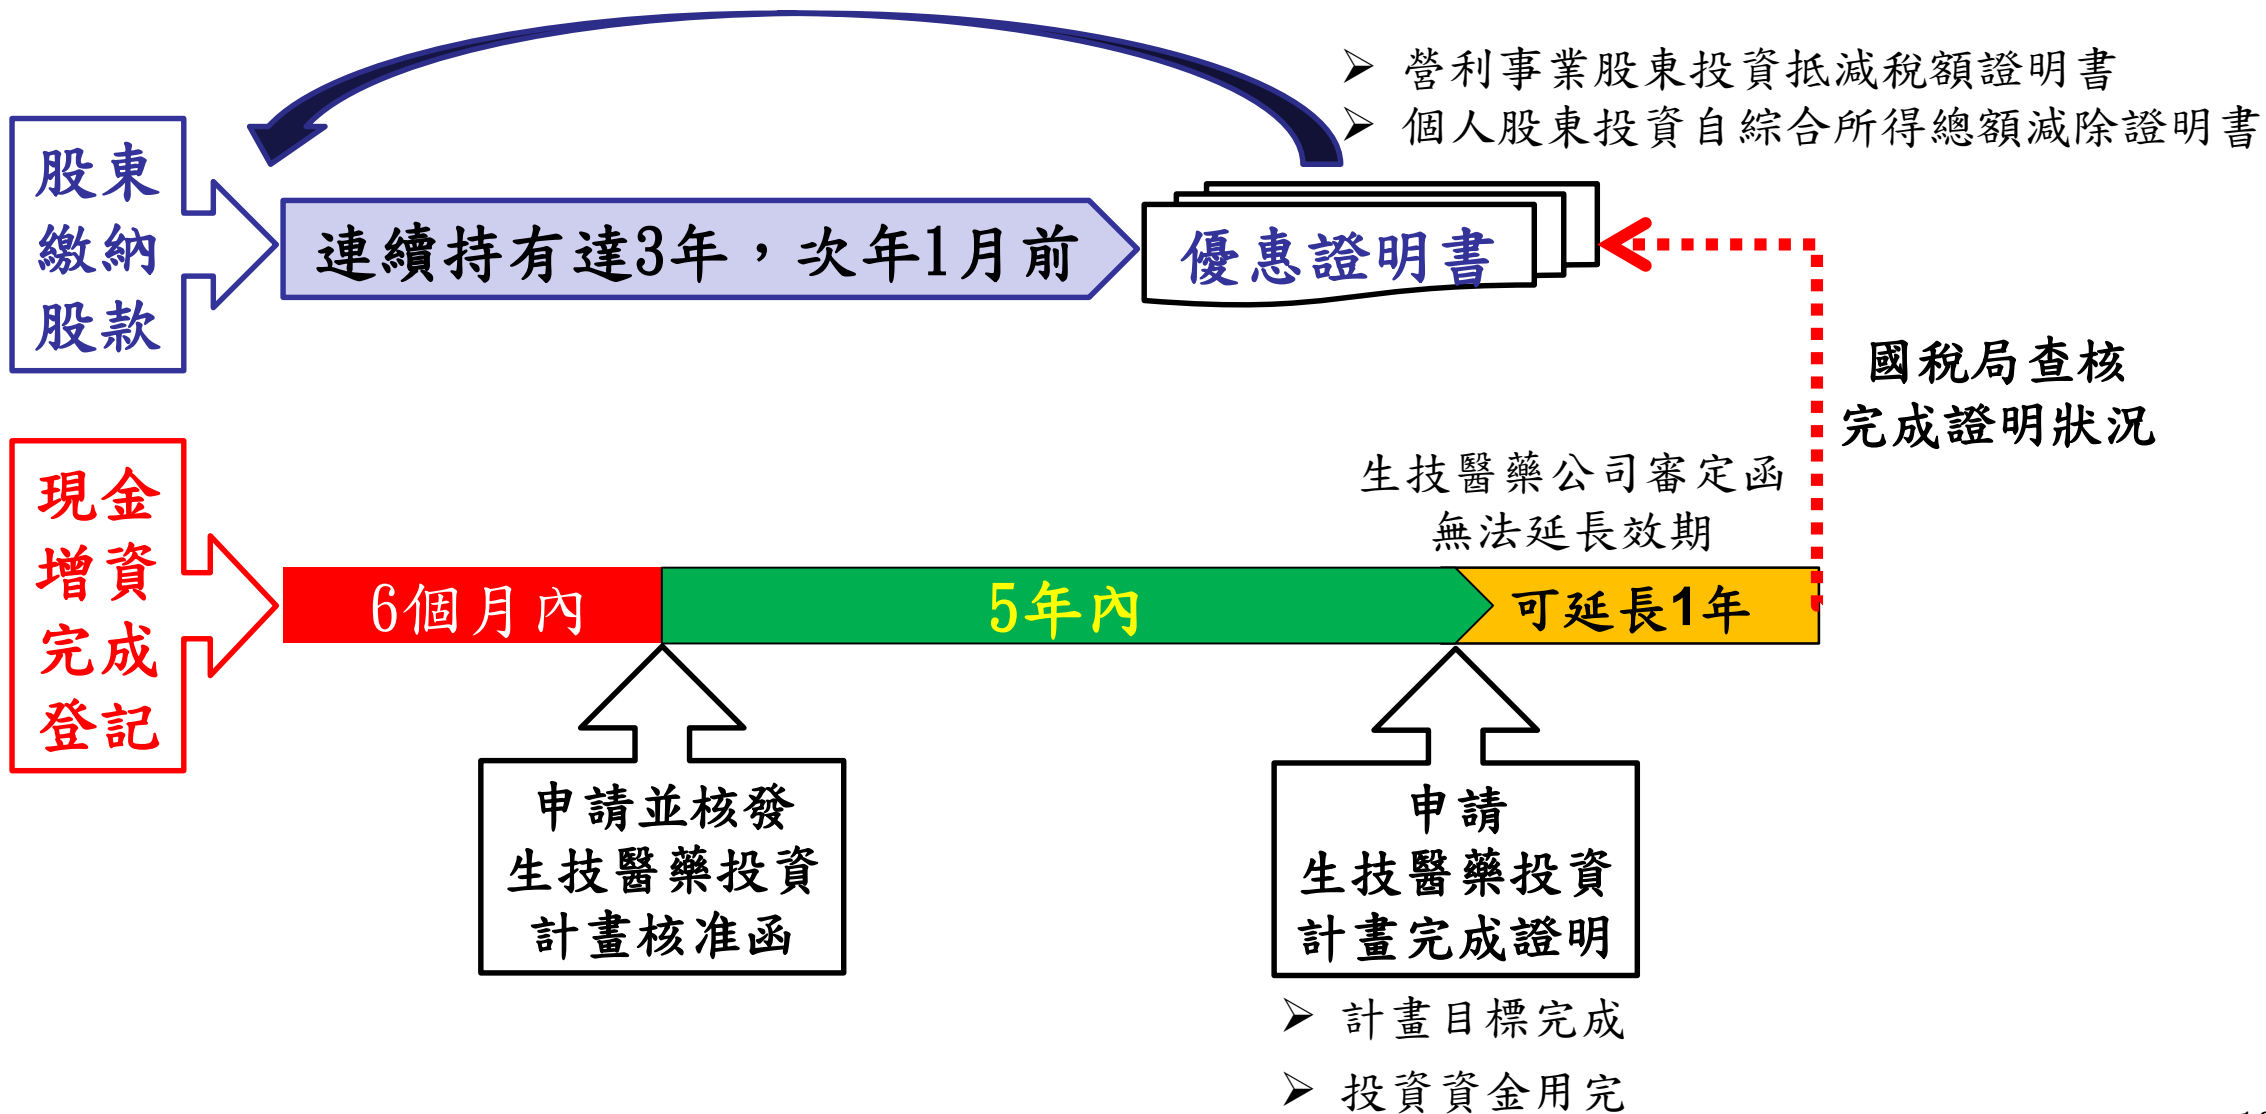 營利事業股東投資抵減稅額證明書
個人股東投資自綜合所得總額減除證明書
股東
繳納
股款
連續持有達3年，次年1月前
優惠證明書
國稅局查核
完成證明狀況
生技醫藥公司審定函
無法延長效期
現金
增資
完成
登記
6個月內
5年內
可延長1年
申請並核發
生技醫藥投資
計畫核准函
申請
生技醫藥投資
計畫完成證明
計畫目標完成
投資資金用完